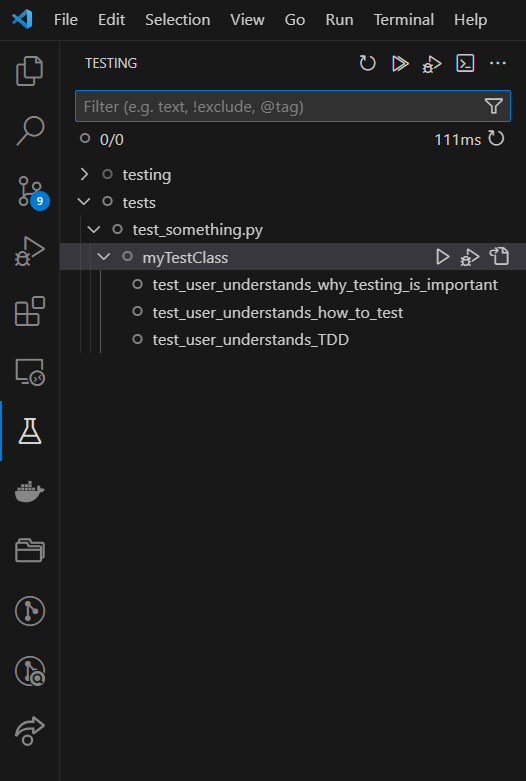 File Edit Selection View Go Run Terminal Help
TESTING
Filter (e.g. text, !exclude, @tag)
0/0 111ms
9
testing
tests
test_something.py
myTestClass
test_user_understands_why_testing_is_important
test_user_understands_how_to_test
test_user_understands_TDD